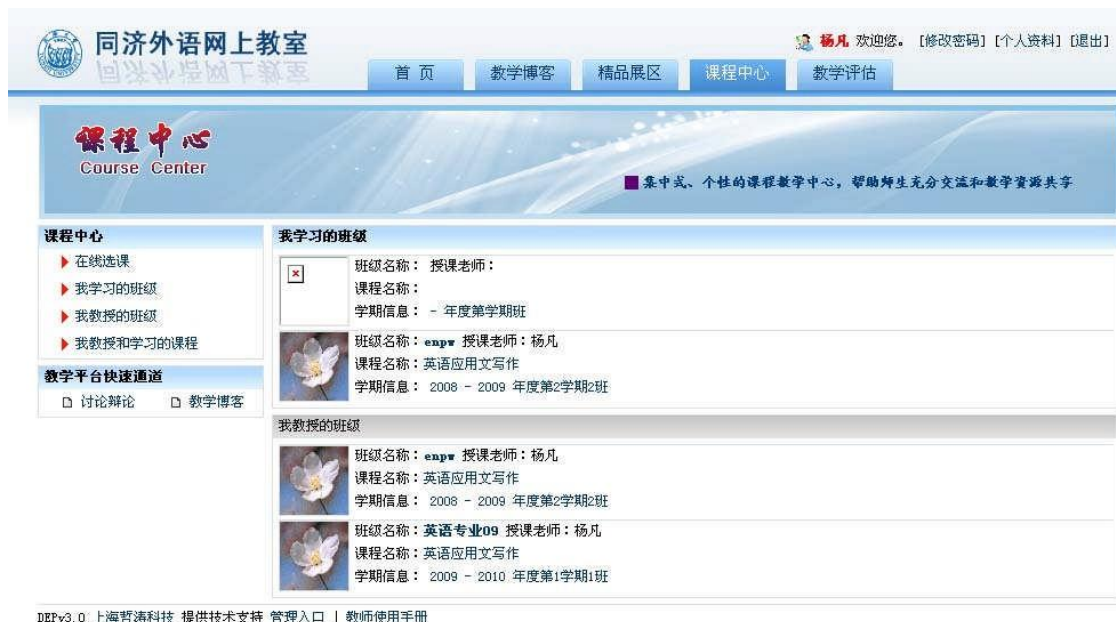 同济外语网上教室
杨凡 欢迎您。 [修改密码] [个人资料] [退出]
首 页 教学博客 精品展区 课程中心 教学评估
课程中心
Course Center
集中式、个性的课程教学中心，帮助师生充分交流和教学资源共享
课程中心
在线选课
我学习的班级
我教授的班级
我教授和学习的课程
教学平台快速通道
讨论辩论 教学博客
我学习的班级
班级名称： 授课老师：
课程名称：
学期信息： - 年度第学期班
班级名称：enpw 授课老师：杨凡
课程名称：英语应用文写作
学期信息： 2008 - 2009 年度第2学期2班
我教授的班级
班级名称：enpw 授课老师：杨凡
课程名称：英语应用文写作
学期信息： 2008 - 2009 年度第2学期2班
班级名称：英语专业09 授课老师：杨凡
课程名称：英语应用文写作
学期信息： 2009 - 2010 年度第1学期1班
DEPv3.0 上海哲涛科技 提供技术支持 管理入口 | 教师使用手册